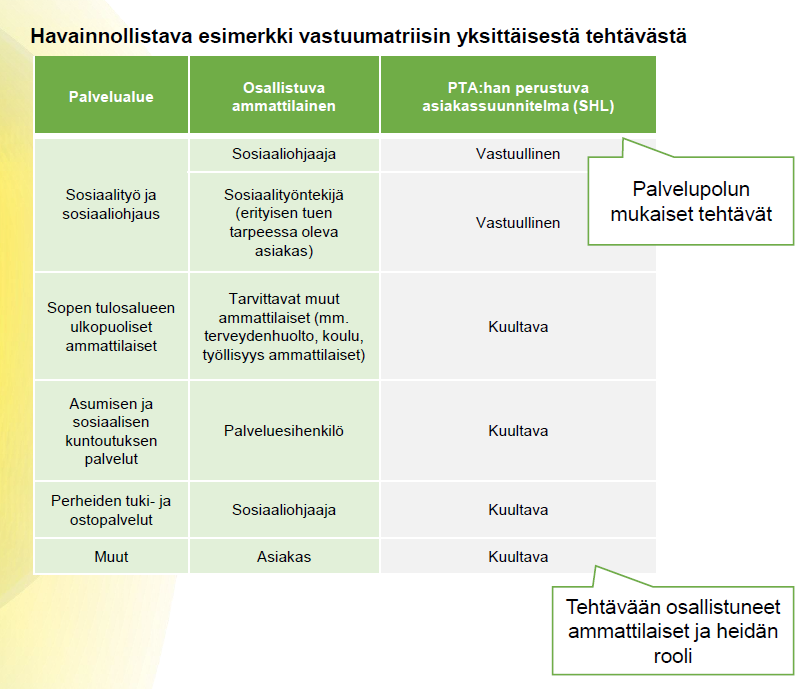 Havainnollistava esimerkki vastuumatriisin yksittäisestä tehtävästä
Palvelualue
Osallistuva
ammattilainen
PTA:han perustuva
asiakassuunnitelma (SHL)
Sosiaalityö ja
sosiaaliohjaus
Sosiaaliohjaaja
Vastuullinen
Sosiaalityöntekijä
(erityisen tuen
tarpeessa oleva
asiakas)
Vastuullinen
Palvelupolun
mukaiset tehtävät
Sopen tulosalueen
ulkopuoliset
ammattilaiset
Tarvittavat muut
ammattilaiset (mm.
terveydenhuolto, koulu,
työllisyys ammattilaiset)
Kuultava
Asumisen ja
sosiaalisen
kuntoutuksen
palvelut
Palveluesihenkilö
Kuultava
Perheiden tuki- ja
ostopalvelut
Sosiaaliohjaaja
Kuultava
Muut
Asiakas
Kuultava
Tehtävään osallistuneet
ammattilaiset ja heidän
rooli